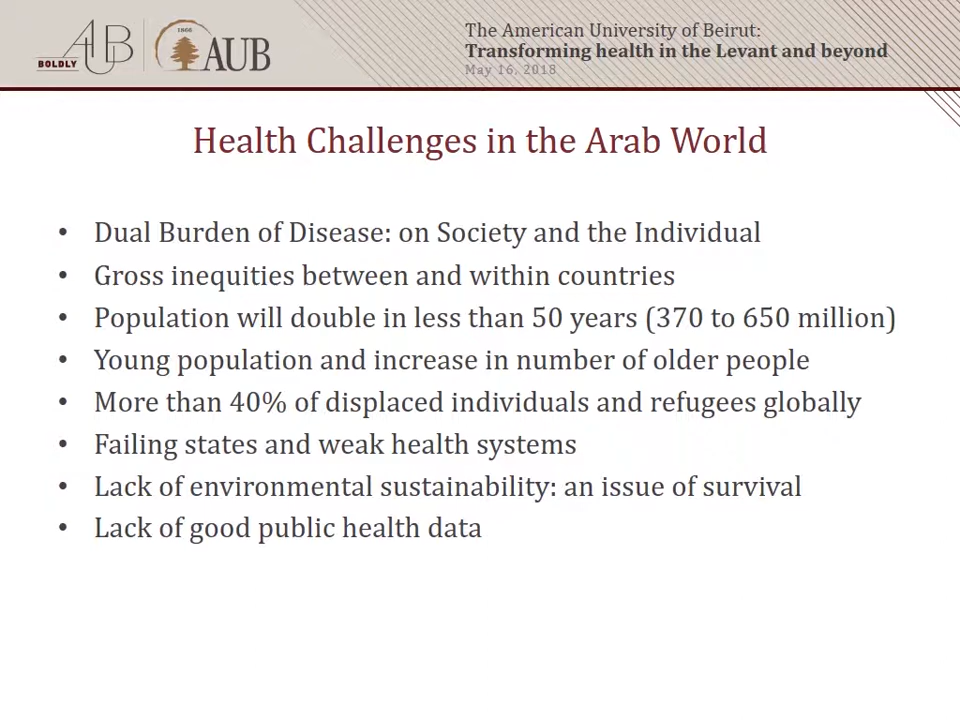 AUB
BOLDLY
1866
AUB
The American University of Beirut:
Transforming health in the Levant and beyond
May 16, 2018
Health Challenges in the Arab World
• Dual Burden of Disease: on Society and the Individual
• Gross inequities between and within countries
• Population will double in less than 50 years (370 to 650 million)
• Young population and increase in number of older people
• More than 40% of displaced individuals and refugees globally
• Failing states and weak health systems
• Lack of environmental sustainability: an issue of survival
• Lack of good public health data